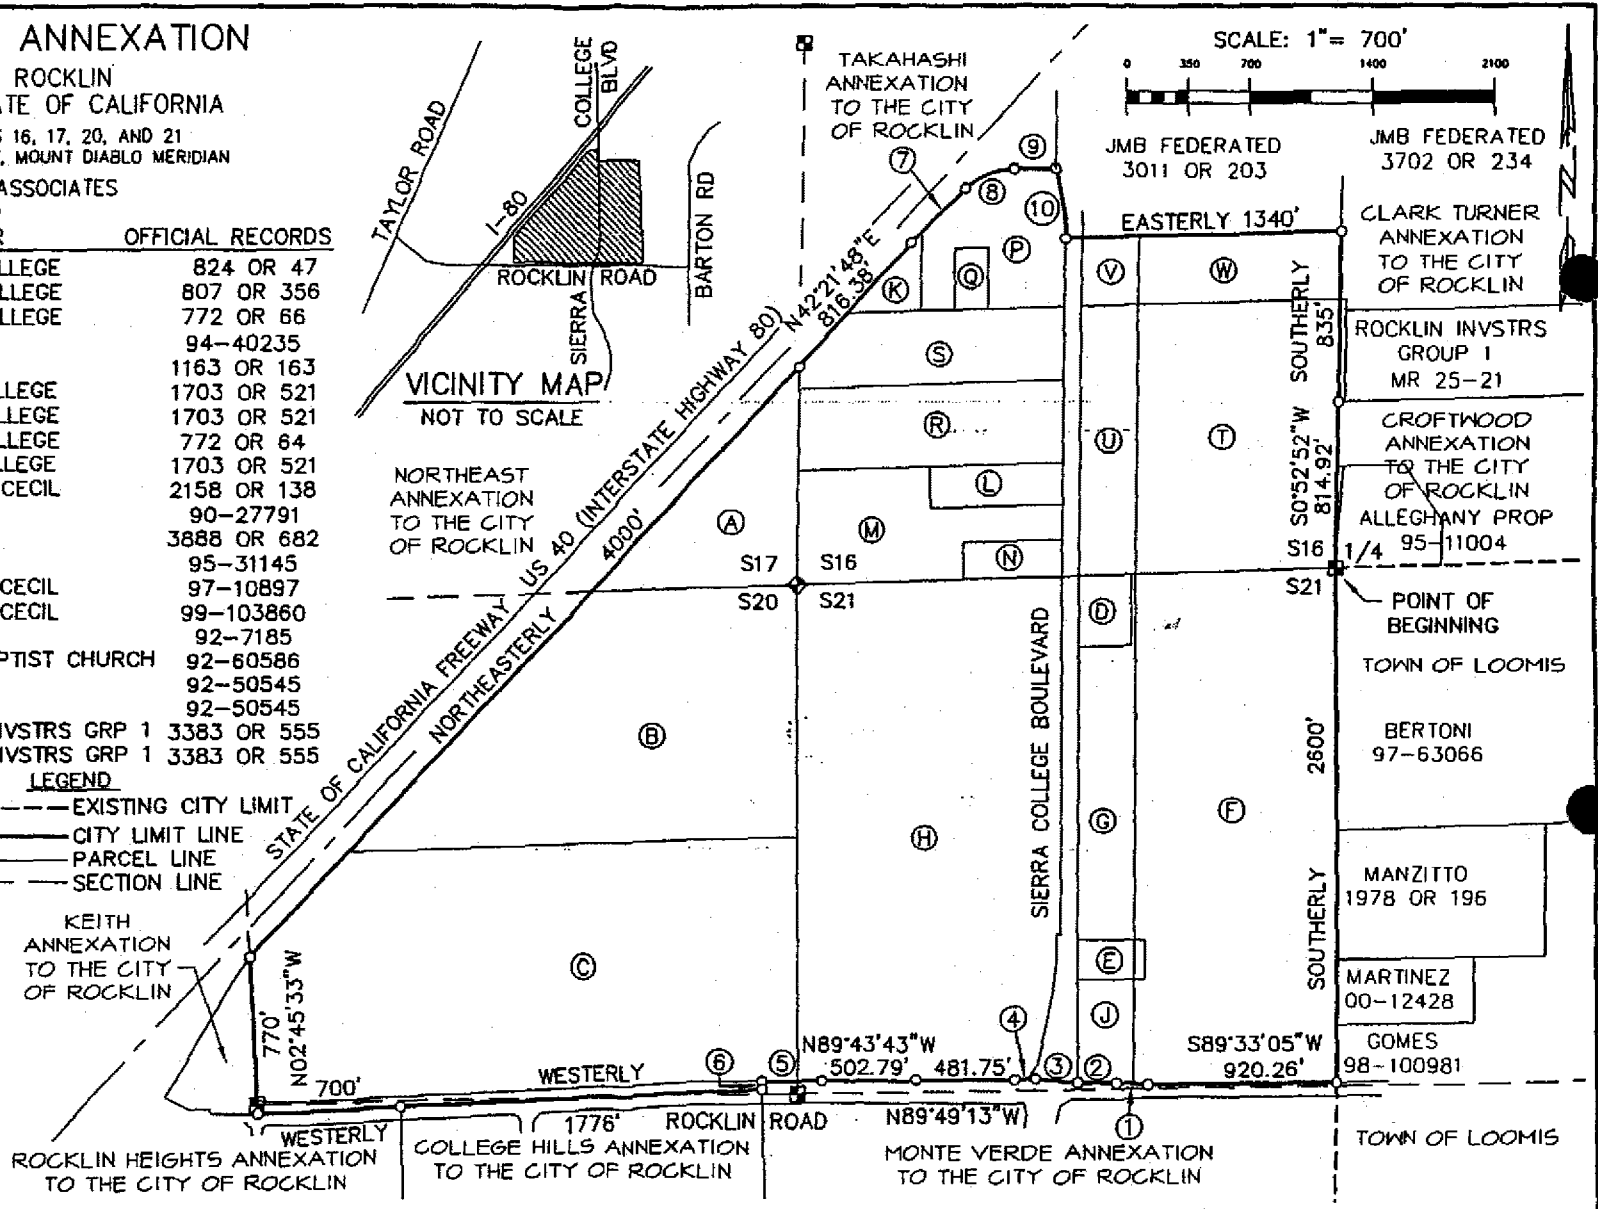 ANNEXATION
ROCKLIN
ATE OF CALIFORNIA
S 16, 17, 20, AND 21
, MOUNT DIABLO MERIDIAN
ASSOCIATES
R OFFICIAL RECORDS
LLEGE 824 OR 47
LLEGE 807 OR 356
LLEGE 772 OR 66
94-40235
1163 OR 163
LLEGE 1703 OR 521
LLEGE 1703 OR 521
LLEGE 772 OR 64
LLEGE 1703 OR 521
CECIL 2158 OR 138
90-27791
3888 OR 682
95-31145
CECIL 97-10897
CECIL 99-103860
92-7185
PTIST CHURCH 92-60586
92-50545
92-50545
IVSTRS GRP 1 3383 OR 555
IVSTRS GRP 1 3383 OR 555
LEGEND
EXISTING CITY LIMIT
CITY LIMIT LINE
PARCEL LINE
SECTION LINE
TAYLOR ROAD
I-80
COLLEGE
BLVD
BARTON RD
ROCKLIN ROAD
SIERRA
VICINITY MAP
NOT TO SCALE
TAKAHASHI
ANNEXATION
TO THE CITY
OF ROCKLIN
SCALE: 1"= 700'
0 350 700 1400 2100
JMB FEDERATED
3011 OR 203
JMB FEDERATED
3702 OR 234
N
7
8
9
10
EASTERLY 1340'
CLARK TURNER
ANNEXATION
TO THE CITY
OF ROCKLIN
SOUTHERLY
835'
ROCKLIN INVSTRS
GROUP 1
MR 25-21
CROFTWOOD
ANNEXATION
TO THE CITY
OF ROCKLIN
S0°52'52"W
814.92'
ALLEGHANY PROP
95-11004
N42°21'48"E
816.38'
STATE OF CALIFORNIA FREEWAY US 40 (INTERSTATE HIGHWAY 80)
NORTHEASTERLY 4000'
NORTHEAST
ANNEXATION
TO THE CITY
OF ROCKLIN
K
Q
P
V
W
S
R
U
T
L
A
M
N
S17 S16
S20 S21
S16 1/4
S21
POINT OF
BEGINNING
D
TOWN OF LOOMIS
SIERRA COLLEGE BOULEVARD
B
2600'
BERTONI
97-63066
H
G
F
SOUTHERLY
MANZITTO
1978 OR 196
KEITH
ANNEXATION
TO THE CITY
OF ROCKLIN
C
E
J
MARTINEZ
00-12428
770'
N02°45'33"W
GOMES
98-100981
700'
WESTERLY
6
5
N89°43'43"W
502.79' 481.75'
4
3
2
1
S89°33'05"W
920.26'
WESTERLY
1776'
ROCKLIN ROAD
N89°49'13"W
ROCKLIN HEIGHTS ANNEXATION
TO THE CITY OF ROCKLIN
COLLEGE HILLS ANNEXATION
TO THE CITY OF ROCKLIN
MONTE VERDE ANNEXATION
TO THE CITY OF ROCKLIN
TOWN OF LOOMIS